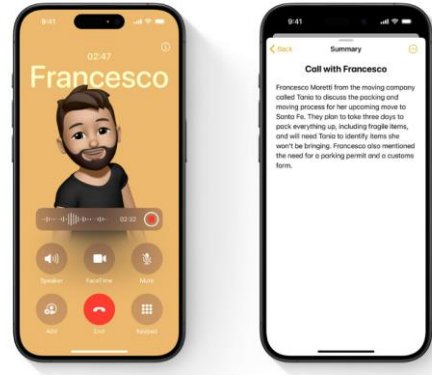 9:41
02:47
Francesco
02:32
Speaker
FaceTime
Mute
Add
End
Keypad
9:41
Back
Summary
Call with Francesco
Francesco Moretti from the moving company
called Tania to discuss the packing and
moving process for her upcoming move to
Santa Fe. They plan to take three days to
pack everything up, including fragile items,
and will need Tania to identify items she
won't be bringing. Francesco also mentioned
the need for a parking permit and a customs
form.